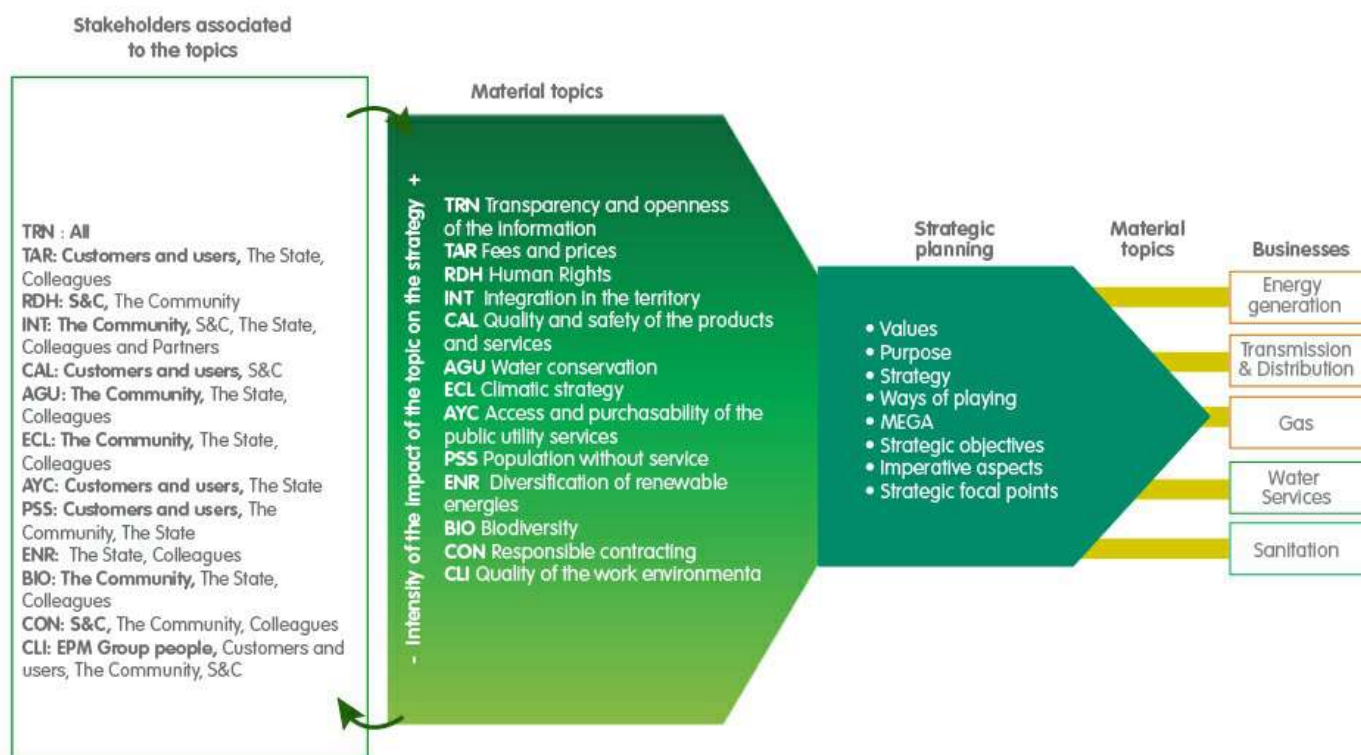 Stakeholders associated
to the topics
TRN : All
TAR: Customers and users, The State,
Colleagues
RDH: S&C, The Community
INT: The Community, S&C, The State,
Colleagues and Partners
CAL: Customers and users, S&C
AGU: The Community, The State,
Colleagues
ECL: The Community, The State,
Colleagues
AYC: Customers and users, The State
PSS: Customers and users, The
Community, The State
ENR: The State, Colleagues
BIO: The Community, The State,
Colleagues
CON: S&C, The Community, Colleagues
CLI: EPM Group people, Customers and
users, The Community, S&C
Material topics
- Intensity of the impact of the topic on the strategy +
TRN Transparency and openness
of the information
TAR Fees and prices
RDH Human Rights
INT Integration in the territory
CAL Quality and safety of the products
and services
AGU Water conservation
ECL Climatic strategy
AYC Access and purchasability of the
public utility services
PSS Population without service
ENR Diversification of renewable
energies
BIO Biodiversity
CON Responsible contracting
CLI Quality of the work environmenta
Strategic
planning
• Values
• Purpose
• Strategy
• Ways of playing
• MEGA
• Strategic objectives
• Imperative aspects
• Strategic focal points
Material
topics
Businesses
Energy
generation
Transmission
& Distribution
Gas
Water
Services
Sanitation